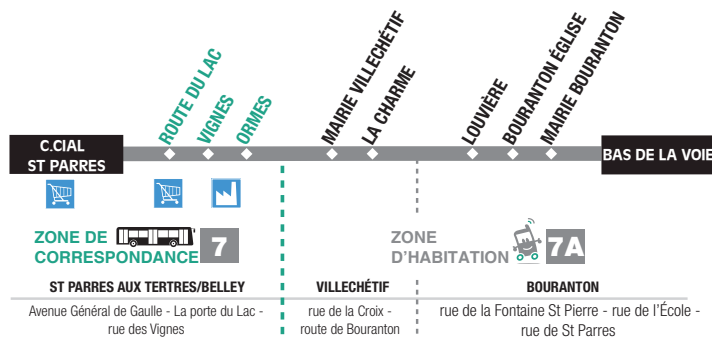 ROUTE DU LAC
VIGNES
ORMES
MAIRIE VILLECHÉTIF
LA CHARME
LOUVIÈRE
BOURANTON ÉGLISE
MAIRIE BOURANTON
C.CIAL
ST PARRES
BAS DE LA VOIE
ZONE DE
CORRESPONDANCE 7
ZONE
D'HABITATION 7A
ST PARRES AUX TERTRES/BELLEY
Avenue Général de Gaulle - La porte du Lac -
rue des Vignes
VILLECHÉTIF
rue de la Croix -
route de Bouranton
BOURANTON
rue de la Fontaine St Pierre - rue de l'École -
rue de St Parres